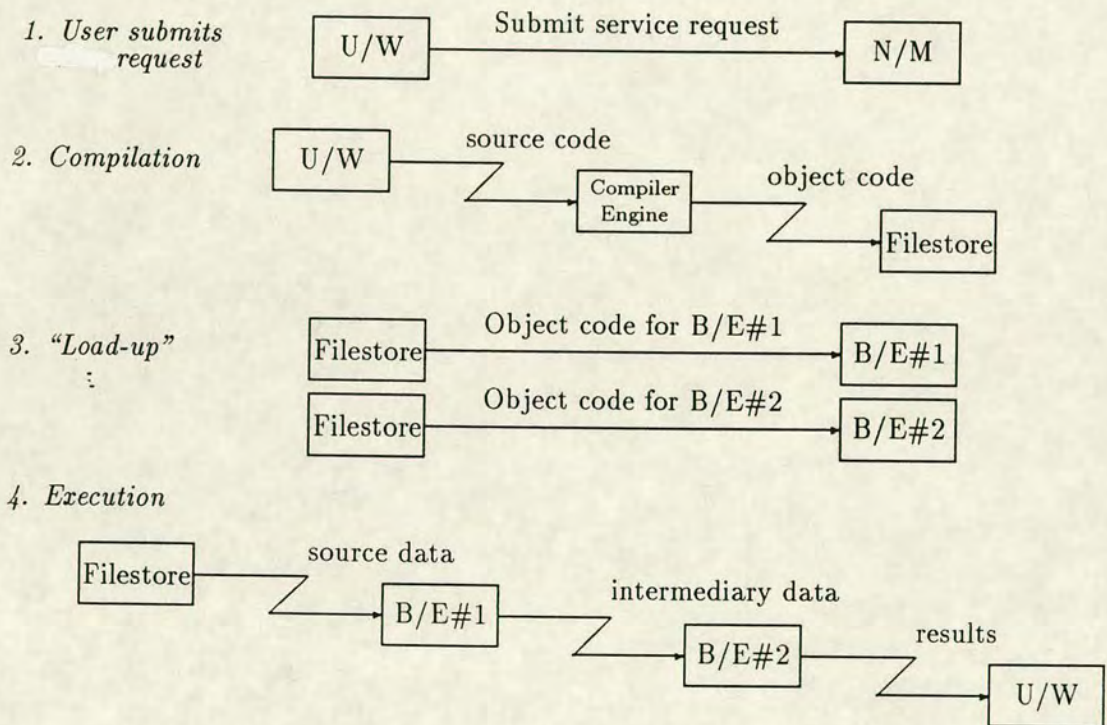 1. User submits
request
U/W
Submit service request
N/M
2. Compilation
U/W
source code
Compiler
Engine
object code
Filestore
3. "Load-up"
Filestore
Object code for B/E#1
B/E#1
Filestore
Object code for B/E#2
B/E#2
4. Execution
Filestore
source data
B/E#1
intermediary data
B/E#2
results
U/W